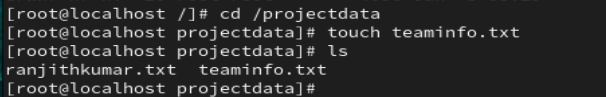 [root@localhost /]# cd /projectdata
[root@localhost projectdata]# touch teaminfo.txt
[root@localhost projectdata]# ls
ranjithkumar.txt  teaminfo.txt
[root@localhost projectdata]#